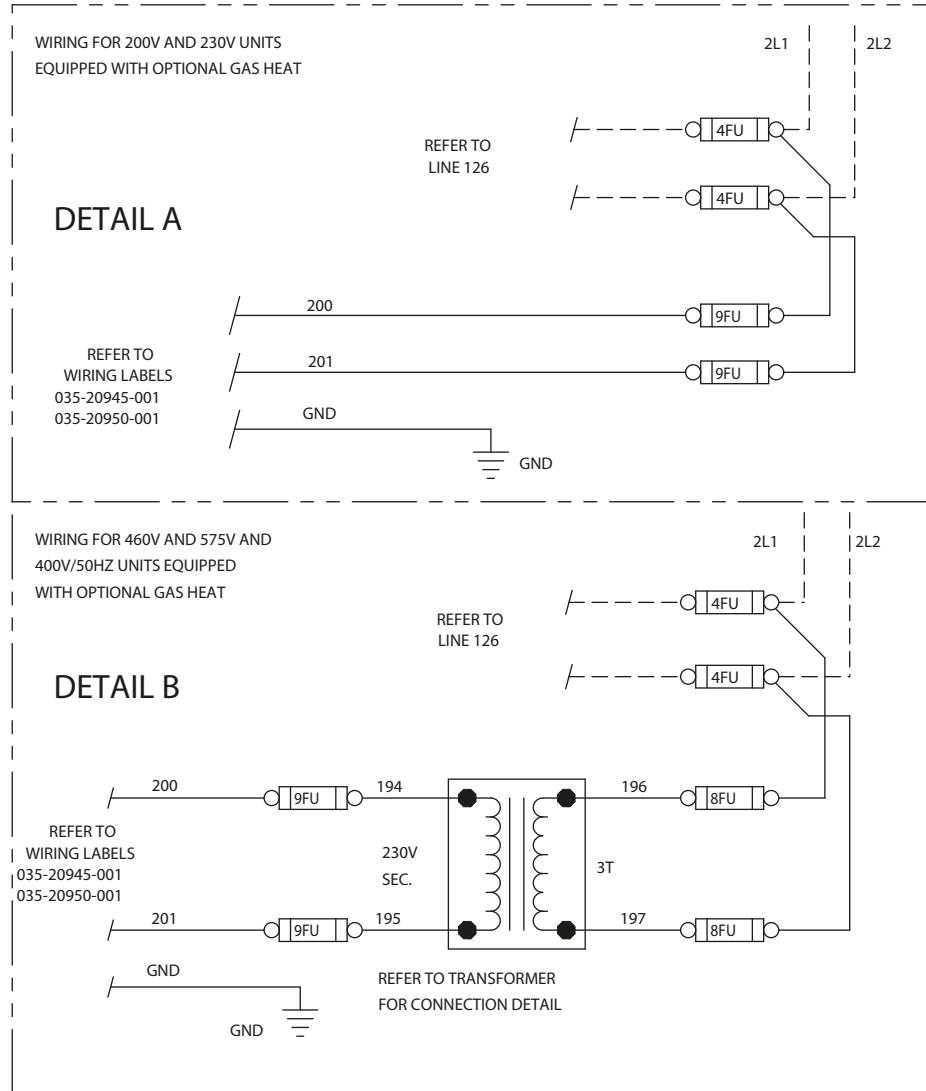 WIRING FOR 200V AND 230V UNITS
EQUIPPED WITH OPTIONAL GAS HEAT
2L1
2L2
REFER TO
LINE 126
4FU
4FU
DETAIL A
200
9FU
REFER TO
WIRING LABELS
035-20945-001
035-20950-001
201
9FU
GND
GND
WIRING FOR 460V AND 575V AND
400V/50HZ UNITS EQUIPPED
WITH OPTIONAL GAS HEAT
2L1
2L2
REFER TO
LINE 126
4FU
4FU
DETAIL B
200
9FU
194
196
8FU
REFER TO
WIRING LABELS
035-20945-001
035-20950-001
230V
SEC.
3T
201
9FU
195
197
8FU
GND
GND
REFER TO TRANSFORMER
FOR CONNECTION DETAIL